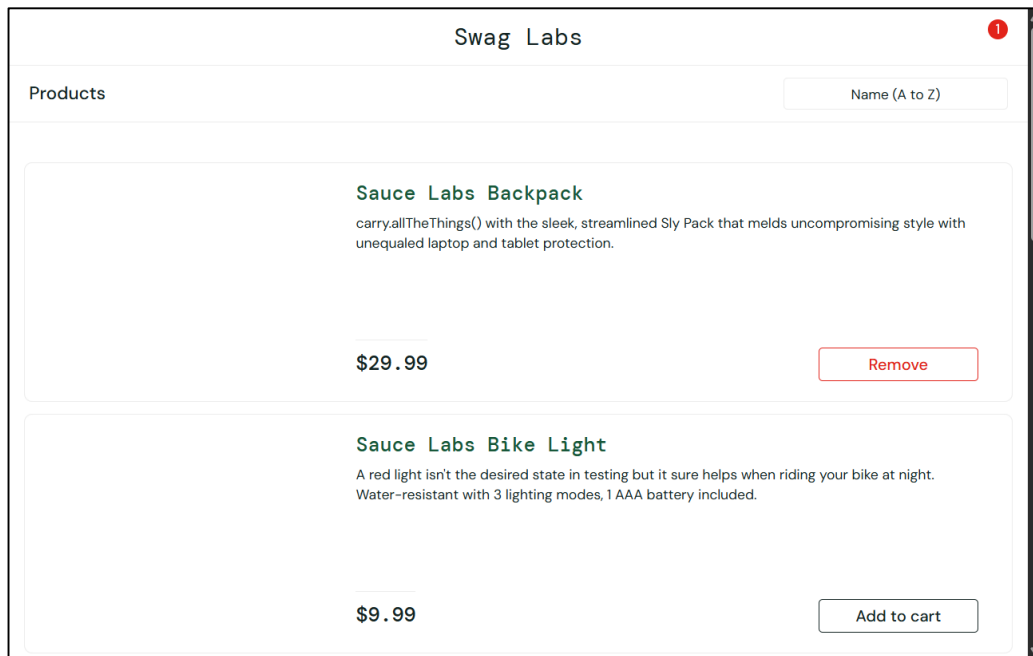 Swag Labs
1
Products
Name (A to Z)
Sauce Labs Backpack
carry.allTheThings() with the sleek, streamlined Sly Pack that melds uncompromising style with
unequaled laptop and tablet protection.
$29.99
Remove
Sauce Labs Bike Light
A red light isn't the desired state in testing but it sure helps when riding your bike at night.
Water-resistant with 3 lighting modes, 1 AAA battery included.
$9.99
Add to cart